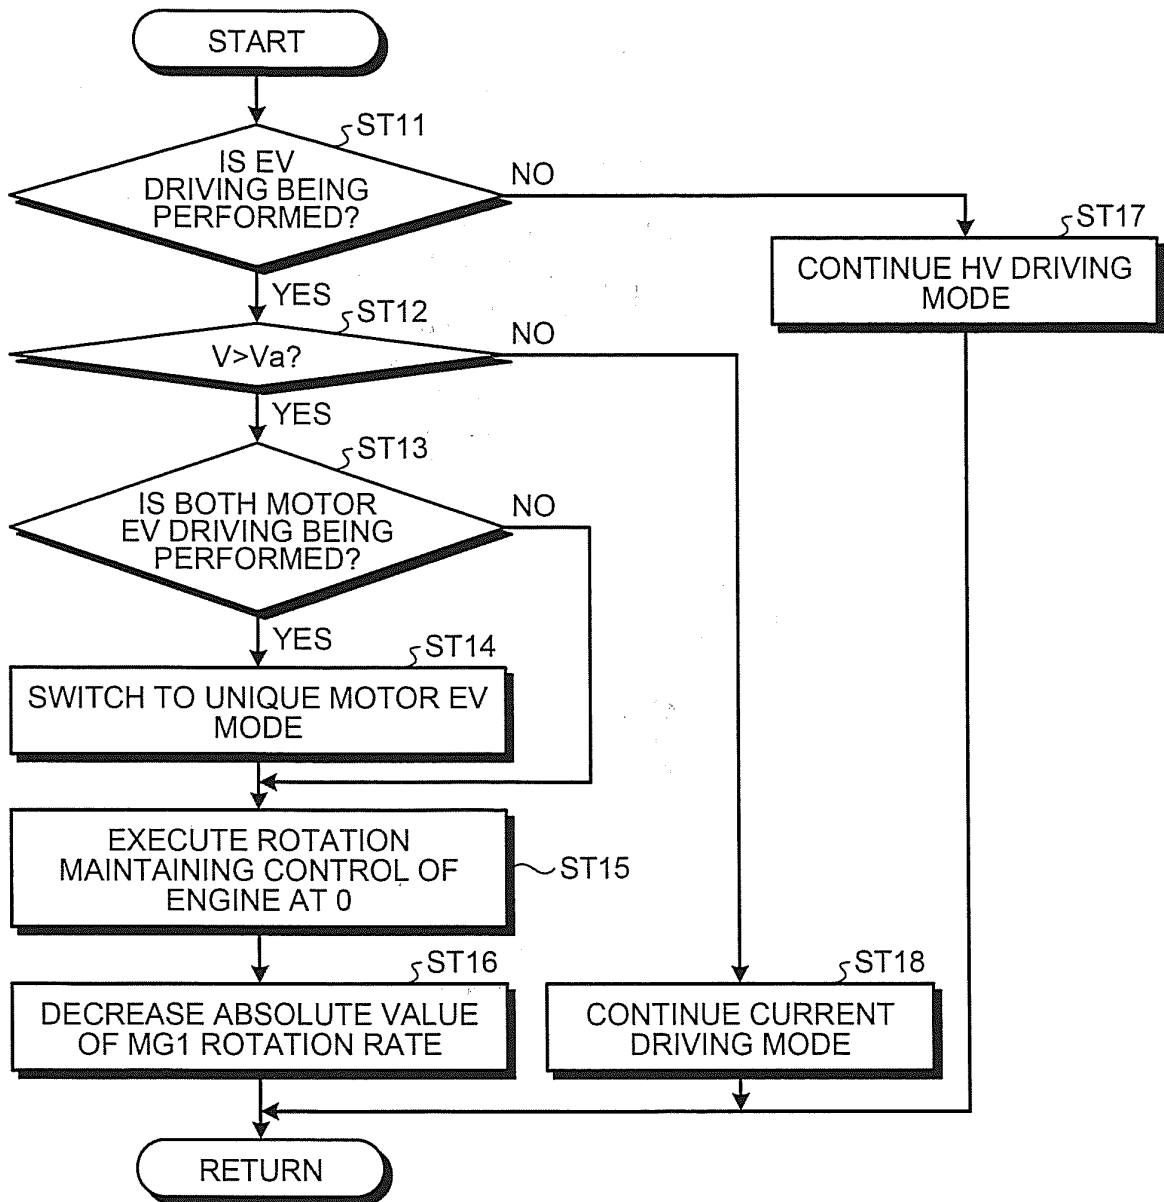 START
ST11
IS EV
DRIVING BEING
PERFORMED?
NO
ST17
CONTINUE HV DRIVING
MODE
YES
ST12
V>Va?
NO
YES
ST13
IS BOTH MOTOR
EV DRIVING BEING
PERFORMED?
NO
YES
ST14
SWITCH TO UNIQUE MOTOR EV
MODE
EXECUTE ROTATION
MAINTAINING CONTROL OF
ENGINE AT 0
ST15
ST16
DECREASE ABSOLUTE VALUE
OF MG1 ROTATION RATE
ST18
CONTINUE CURRENT
DRIVING MODE
RETURN